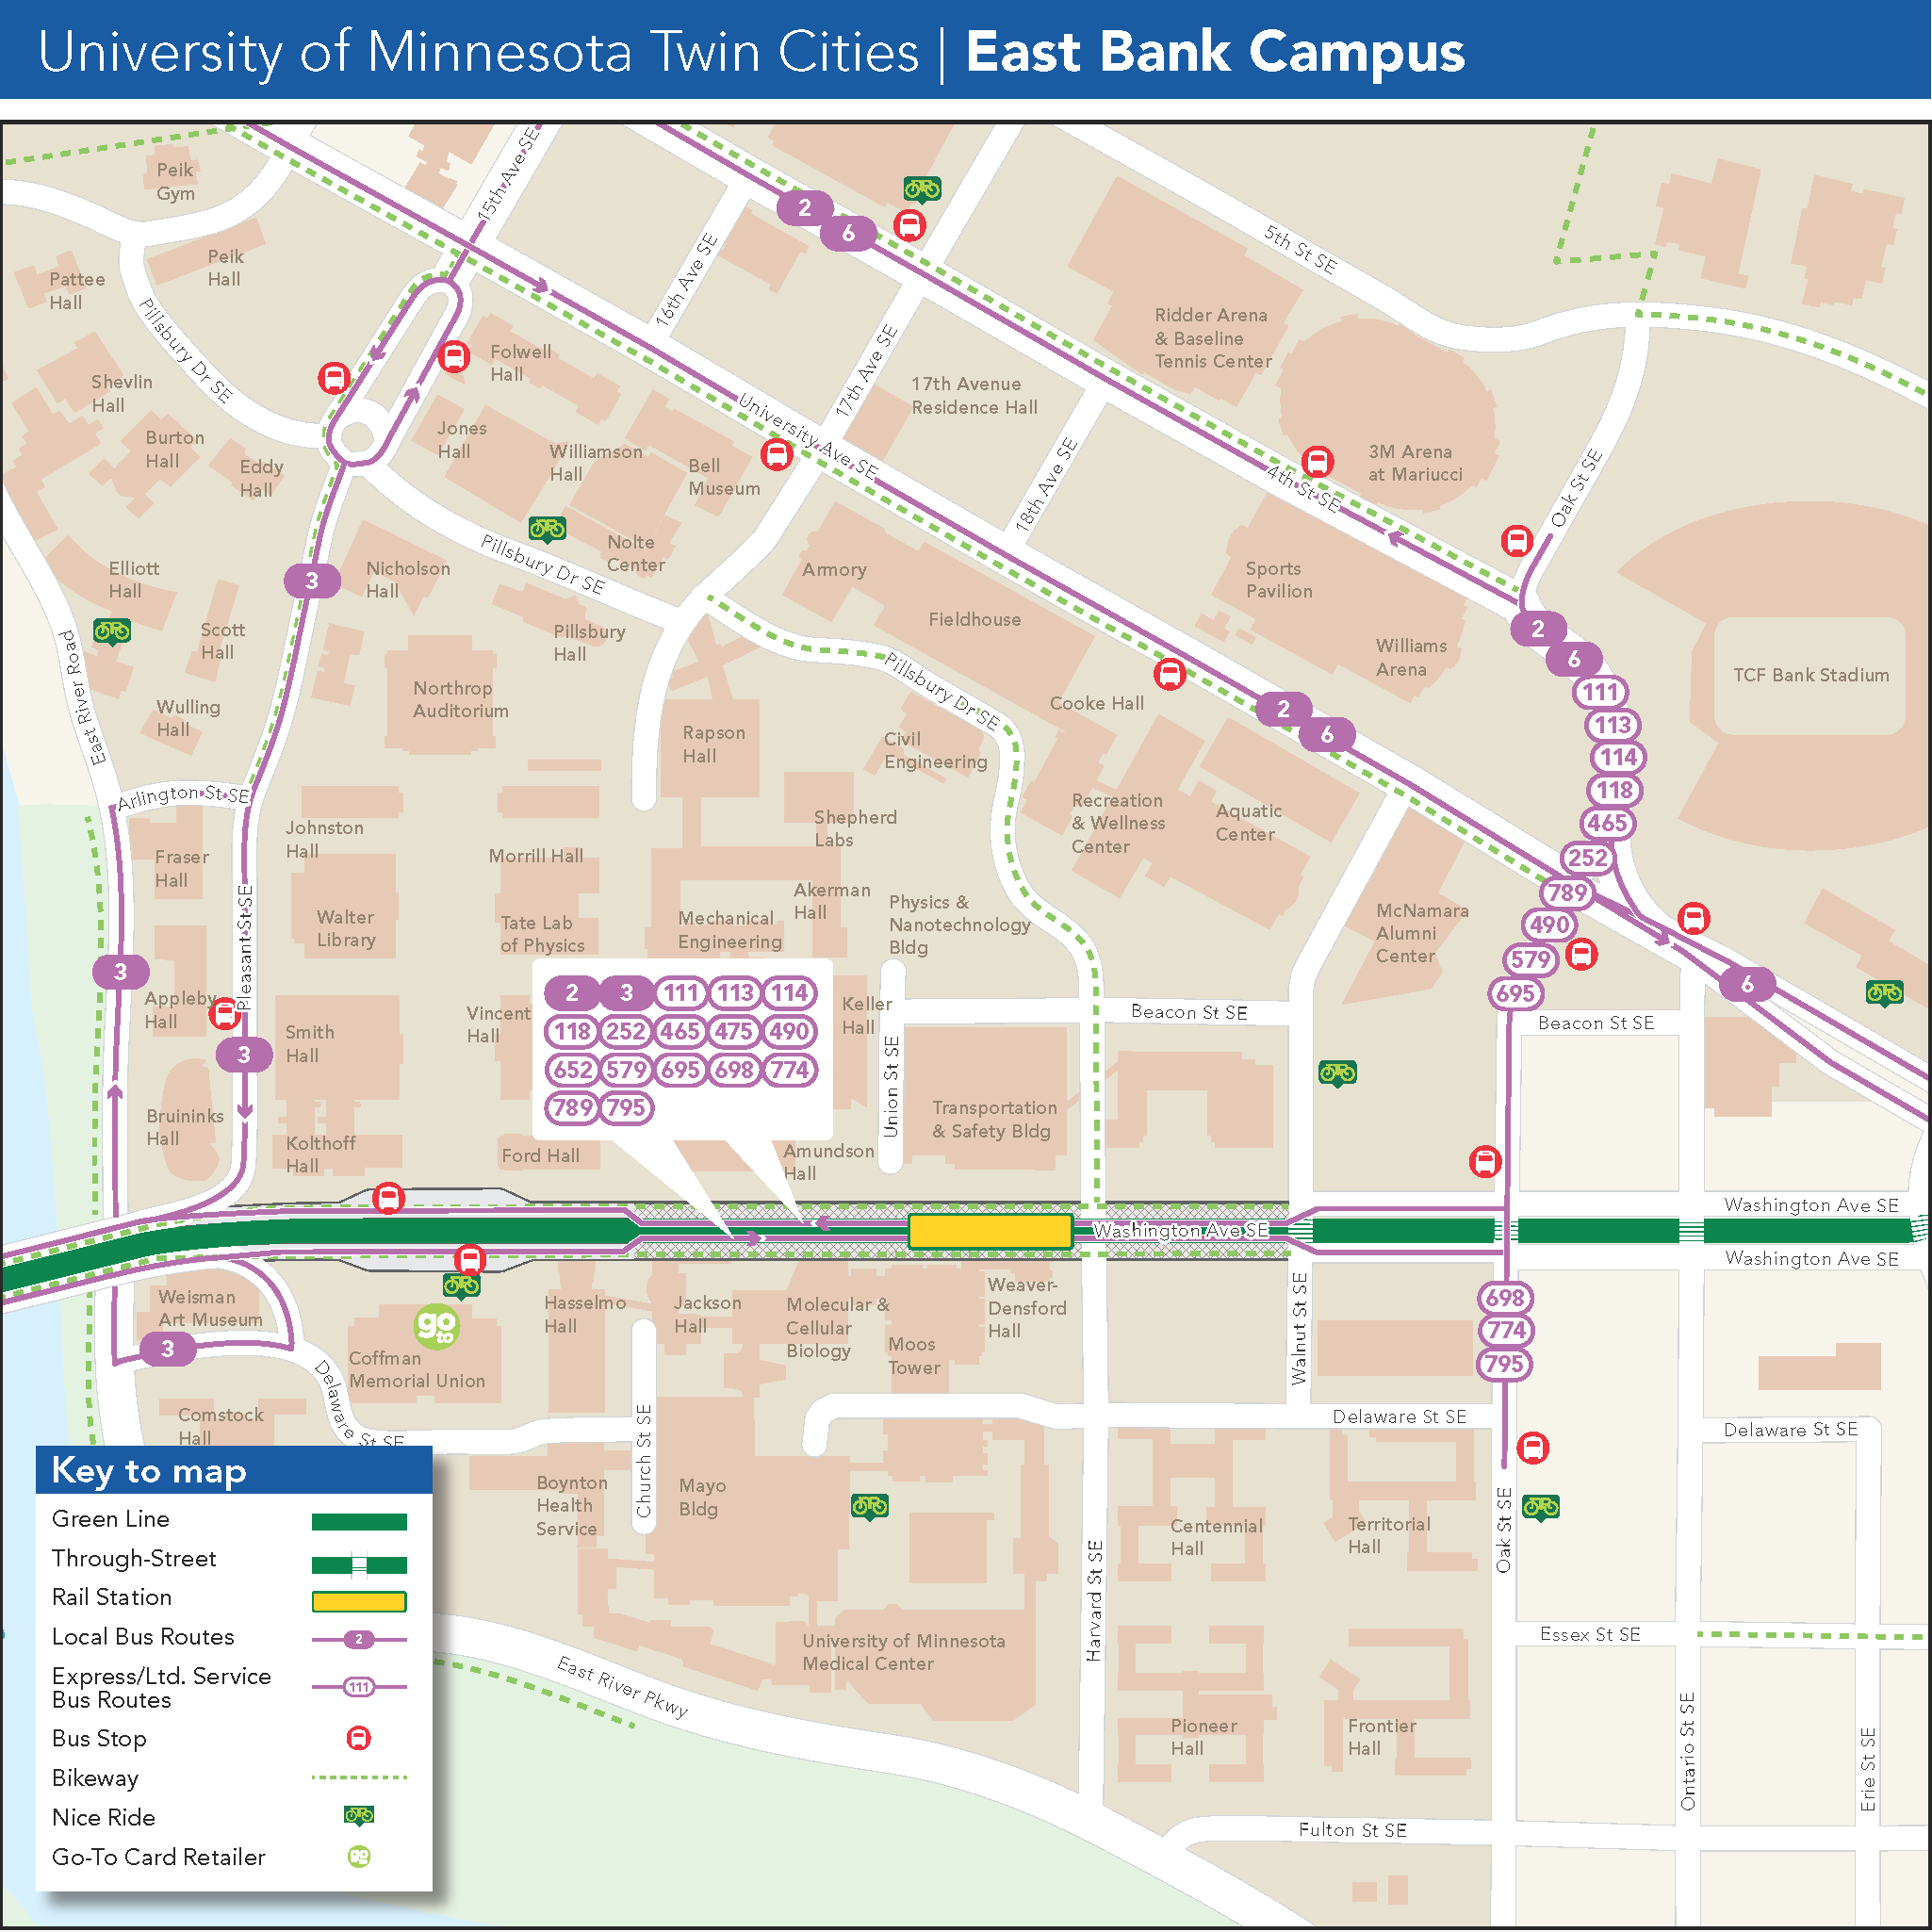 University of Minnesota Twin Cities | East Bank Campus
Peik
Gym
15th Ave SE
2
6
5th St SE
Peik
Hall
Pattee
Hall
16th Ave SE
Pillsbury Dr SE
Ridder Arena
& Baseline
Tennis Center
Folwell
Hall
17th Ave SE
Shevlin
Hall
17th Avenue
Residence Hall
University Ave SE
Jones
Hall
Burton
Hall
Eddy
Hall
Williamson
Hall
Bell
Museum
18th Ave SE
4th St SE
3M Arena
at Mariucci
Oak St SE
Pillsbury Dr SE
Nolte
Center
Elliott
Hall
3
Nicholson
Hall
Armory
Sports
Pavilion
Fieldhouse
Scott
Hall
Pillsbury
Hall
East River Road
Pillsbury Dr SE
Williams
Arena
2
6
111
113
114
118
465
252
789
490
579
695
TCF Bank Stadium
Northrop
Auditorium
Wulling
Hall
Cooke Hall
2
6
Rapson
Hall
Civil
Engineering
Arlington St SE
Johnston
Hall
Morrill Hall
Shepherd
Labs
Recreation
& Wellness
Center
Aquatic
Center
Fraser
Hall
Pleasant St SE
Walter
Library
Tate Lab
of Physics
Mechanical
Engineering
Akerman
Hall
Physics &
Nanotechnology
Bldg
McNamara
Alumni
Center
3
6
Appleby
Hall
3
Smith
Hall
Vincent
Hall
2 3 111 113 114
118 252 465 475 490
652 579 695 698 774
789 795
Keller
Hall
Union St SE
Beacon St SE
Beacon St SE
Bruininks
Hall
Kolthoff
Hall
Ford Hall
Amundson
Hall
Transportation
& Safety Bldg
Washington Ave SE
Washington Ave SE
Washington Ave SE
Weisman
Art Museum
3
Coffman
Memorial Union
go
to
Hasselmo
Hall
Jackson
Hall
Molecular &
Cellular
Biology
Moos
Tower
Weaver-
Densford
Hall
Walnut St SE
698
774
795
Delaware St SE
Comstock
Hall
Church St SE
Delaware St SE
Delaware St SE
Boynton
Health
Service
Mayo
Bldg
Oak St SE
Harvard St SE
Centennial
Hall
Territorial
Hall
University of Minnesota
Medical Center
Essex St SE
East River Pkwy
Pioneer
Hall
Frontier
Hall
Ontario St SE
Erie St SE
Fulton St SE
Key to map
Green Line
Through-Street
Rail Station
Local Bus Routes
2
Express/Ltd. Service
Bus Routes
111
Bus Stop
Bikeway
Nice Ride
Go-To Card Retailer
go